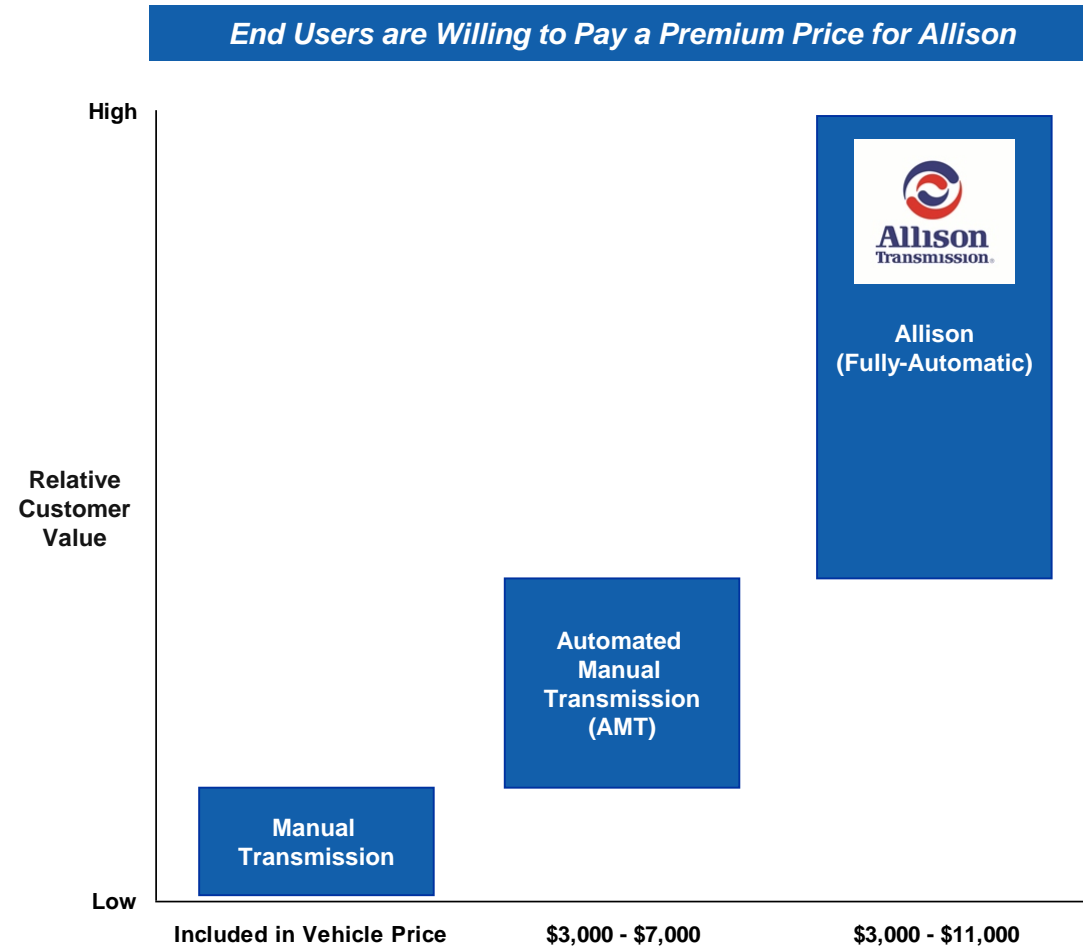 End Users are Willing to Pay a Premium Price for Allison
High
Allison
Transmission®
Allison
(Fully-Automatic)
Relative
Customer
Value
Automated
Manual
Transmission
(AMT)
Manual
Transmission
Low
Included in Vehicle Price
$3,000 - $7,000
$3,000 - $11,000